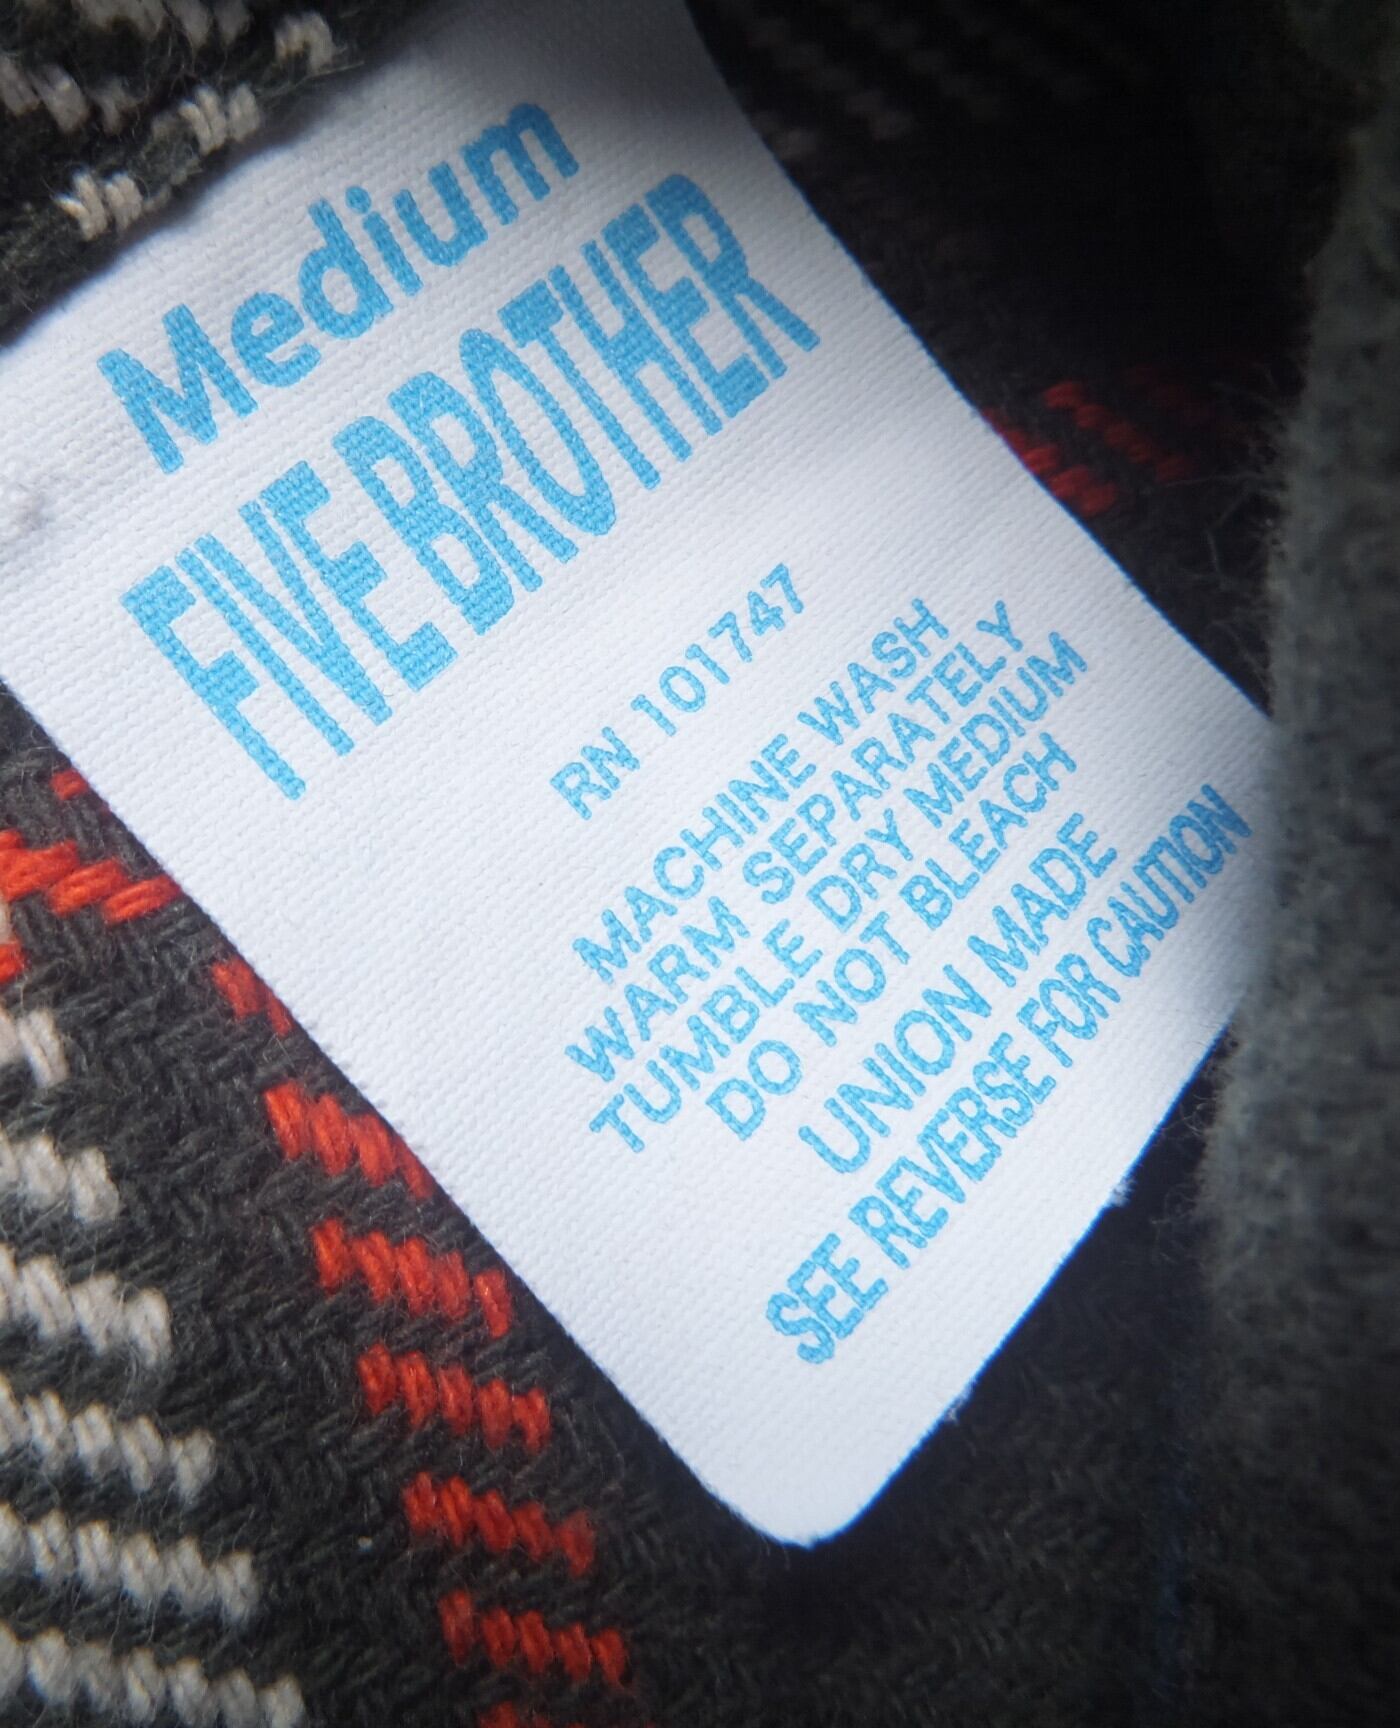 Medium
FIVE BROTHER
RN 101747
MACHINE WASH
WARM SEPARATELY
TUMBLE DRY MEDIUM
DO NOT BLEACH
UNION MADE
SEE REVERSE FOR CAUTION